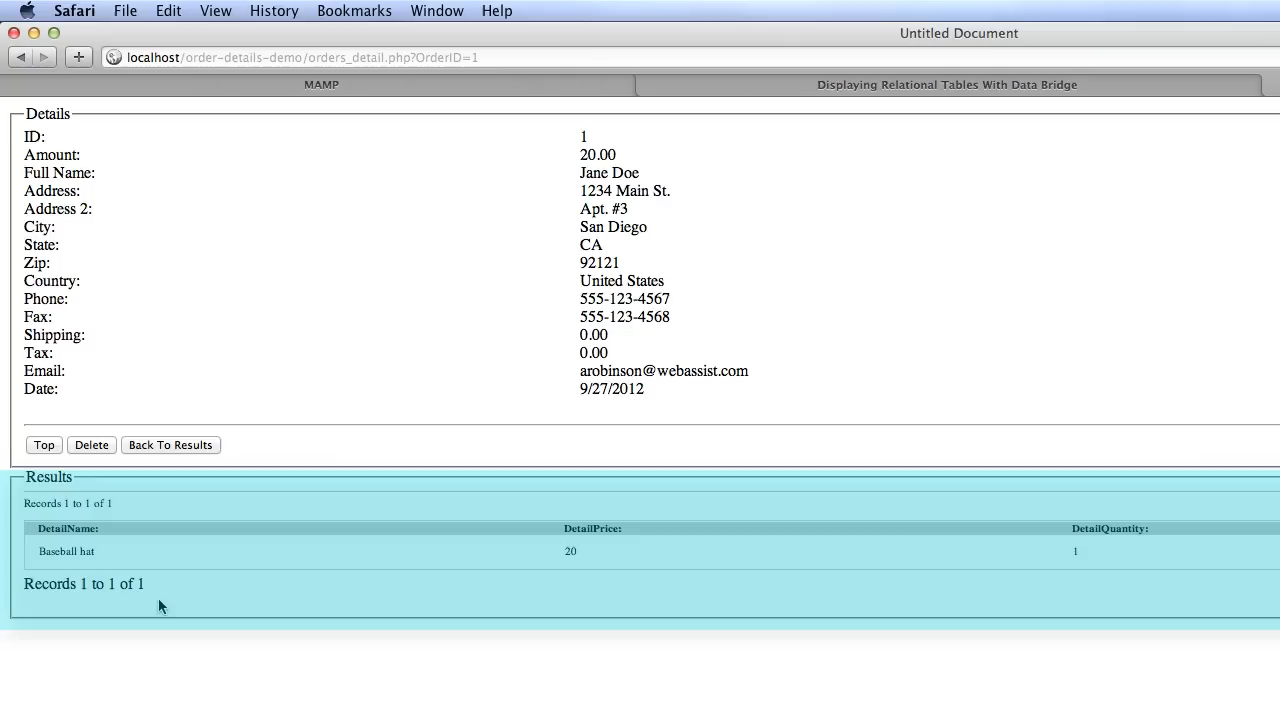 Safari File Edit View History Bookmarks Window Help
Untitled Document
localhost/order-details-demo/orders_detail.php?OrderID=1
MAMP Displaying Relational Tables With Data Bridge
Details
ID: 1
Amount: 20.00
Full Name: Jane Doe
Address: 1234 Main St.
Address 2: Apt. #3
City: San Diego
State: CA
Zip: 92121
Country: United States
Phone: 555-123-4567
Fax: 555-123-4568
Shipping: 0.00
Tax: 0.00
Email: arobinson@webassist.com
Date: 9/27/2012
Top Delete Back To Results
Results
Records 1 to 1 of 1
DetailName: DetailPrice: DetailQuantity:
Baseball hat 20 1
Records 1 to 1 of 1